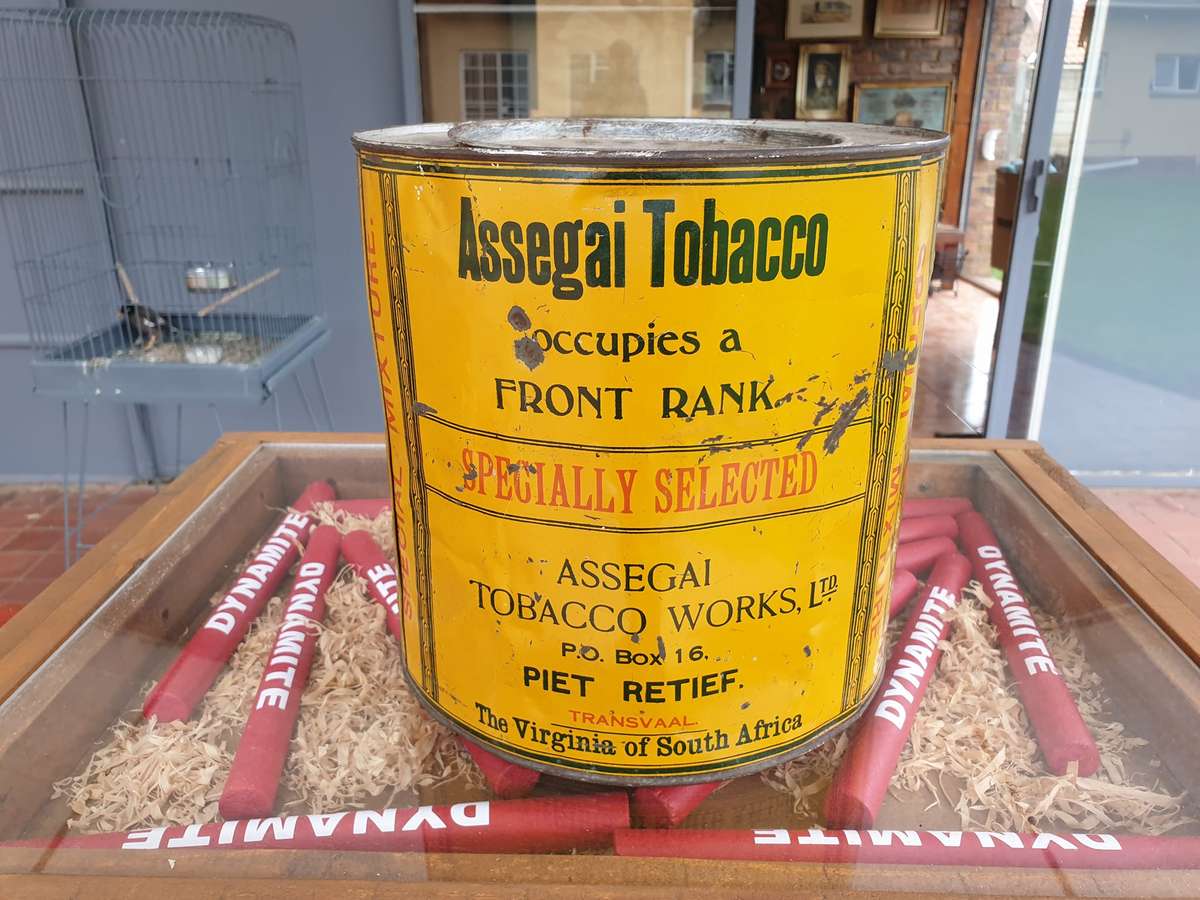 Assegai Tobacco
occupies a
FRONT RANK
SPECIALLY SELECTED
ASSEGAI
TOBACCO WORKS, LTD.
P.O. Box 16,
PIET RETIEF.
TRANSVAAL.
The Virginia of South Africa
MIXTURE.
SPECIAL MIXTURE
DYNAMITE
DYNAMITE
DYNAMITE
DYNAMITE
DYNAMITE
DYNAMITE